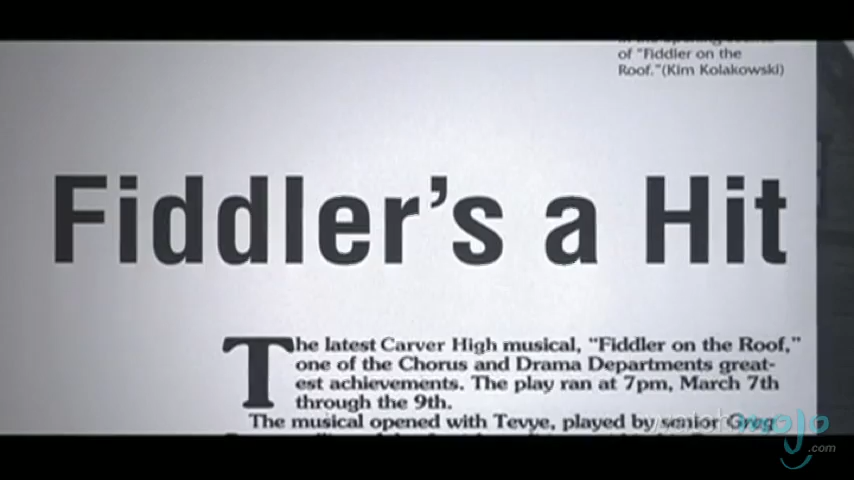 of "Fiddler on the
Roof."(Kim Kolakowski)
Fiddler's a Hit
The latest Carver High musical, "Fiddler on the Roof,"
one of the Chorus and Drama Departments great-
est achievements. The play ran at 7pm, March 7th
through the 9th.
The musical opened with Tevye, played by senior Greg
watchmojo
.com